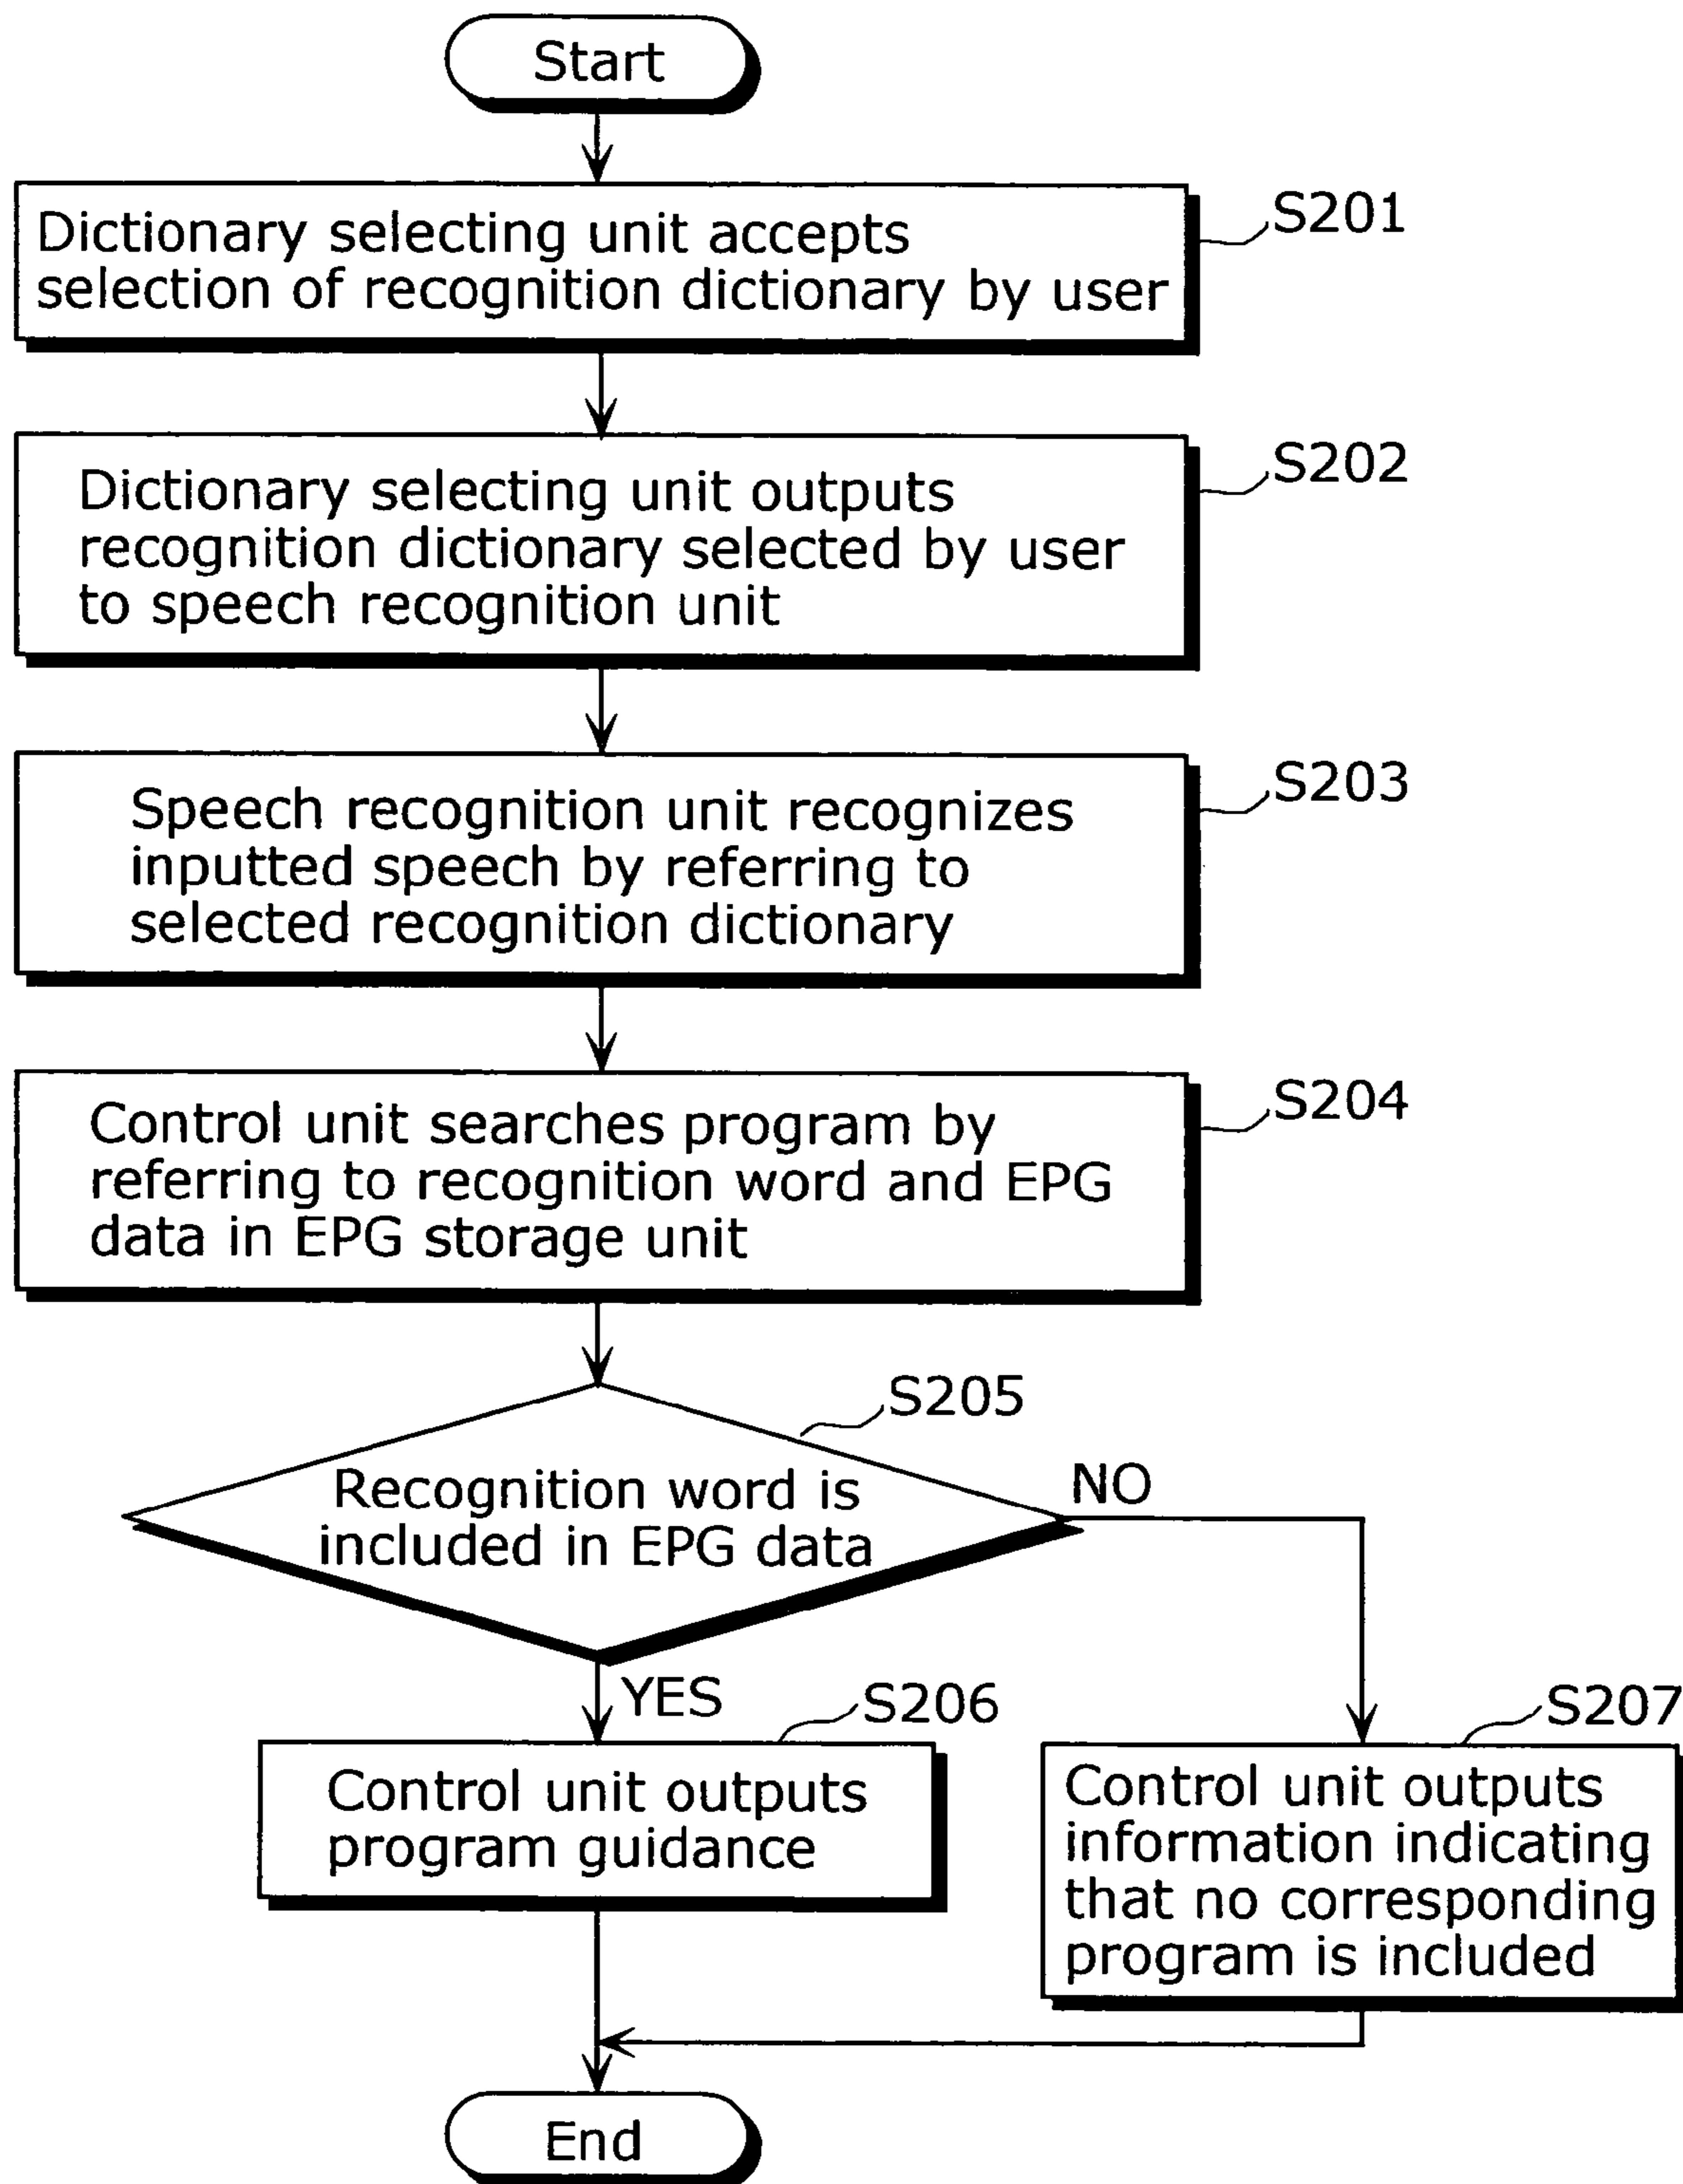 Start
Dictionary selecting unit accepts
selection of recognition dictionary by user
S201
Dictionary selecting unit outputs
recognition dictionary selected by user
to speech recognition unit
S202
Speech recognition unit recognizes
inputted speech by referring to
selected recognition dictionary
S203
Control unit searches program by
referring to recognition word and EPG
data in EPG storage unit
S204
S205
Recognition word is
included in EPG data
NO
YES
S206
Control unit outputs
program guidance
S207
Control unit outputs
information indicating
that no corresponding
program is included
End